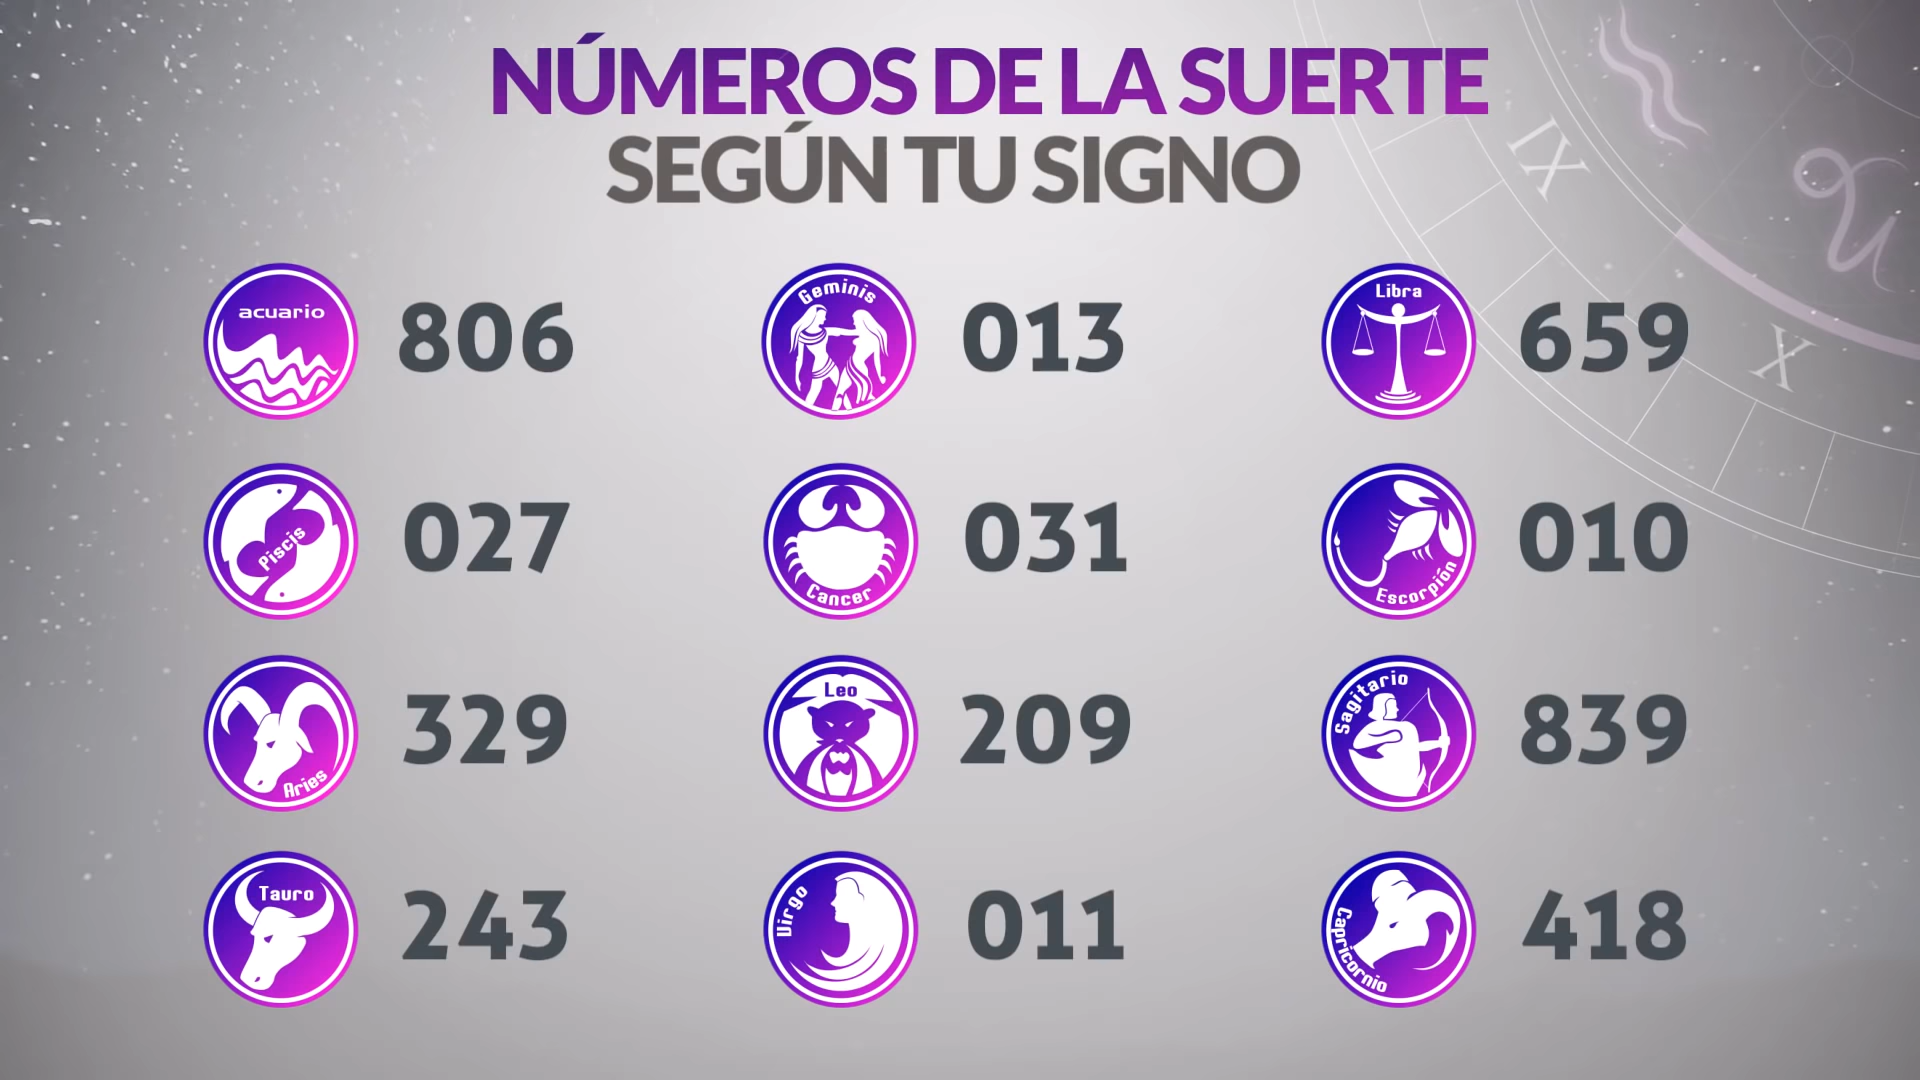 NÚMEROS DE LA SUERTE
SEGÚN TU SIGNO
IX
X
acuario 806
Geminis 013
Libra 659
Piscis 027
Cancer 031
Escorpión 010
Aries 329
Leo 209
Sagitario 839
Tauro 243
Virgo 011
Capricornio 418